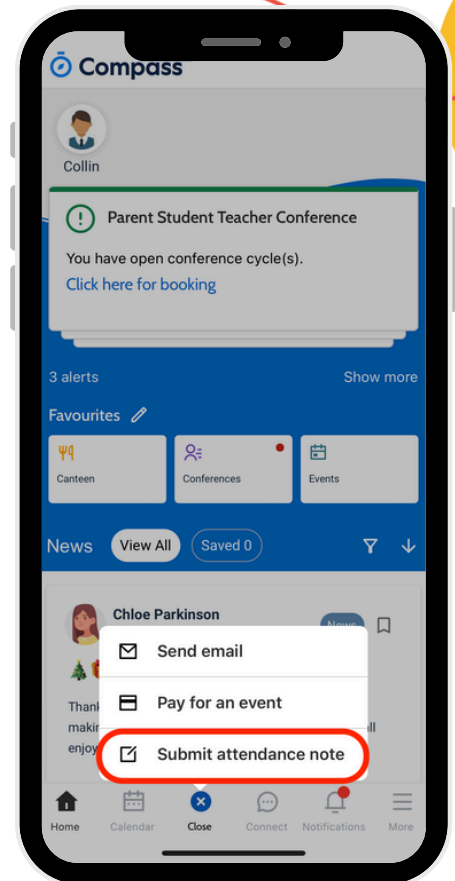 Compass
Collin
Parent Student Teacher Conference
You have open conference cycle(s).
Click here for booking
3 alerts
Show more
Favourites
Canteen
Conferences
Events
News
View All
Saved 0
Chloe Parkinson
News
Send email
Pay for an event
Submit attendance note
Home
Calendar
Close
Connect
Notifications
More